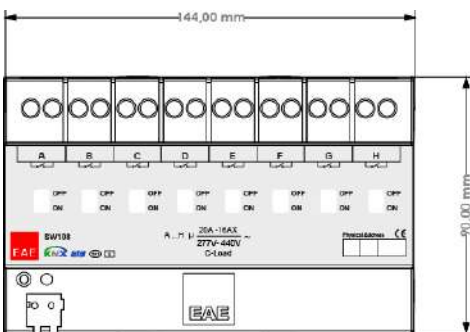 144,00 mm
A B C D E F G H
OFF OFF OFF OFF OFF OFF OFF OFF
ON ON ON ON ON ON ON ON
SW108
20A -16AX
A...H μ
277V~440V
C-Load
Physical Address CE
EAE KNX
EAE
90,00 mm